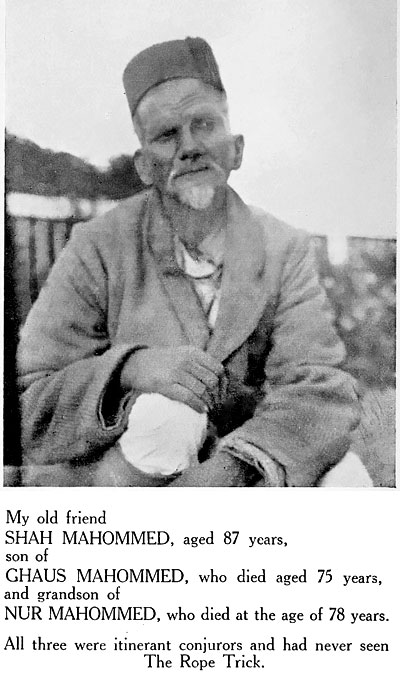 My old friend
SHAH MAHOMMED, aged 87 years,
son of
GHAUS MAHOMMED, who died aged 75 years,
and grandson of
NUR MAHOMMED, who died at the age of 78 years.
All three were itinerant conjurors and had never seen
The Rope Trick.